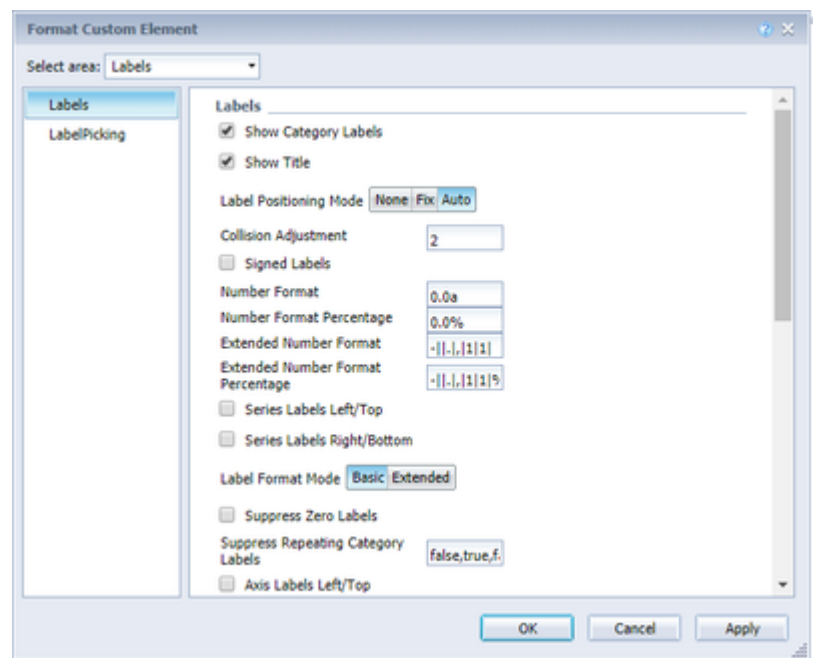 Format Custom Element
Select area: Labels
Labels
LabelPicking
Labels
Show Category Labels
Show Title
Label Positioning Mode None Fix Auto
Collision Adjustment 2
Signed Labels
Number Format 0.0a
Number Format Percentage 0.0%
Extended Number Format -||.|,|1|1|
Extended Number Format
Percentage -||.|,|1|1|%
Series Labels Left/Top
Series Labels Right/Bottom
Label Format Mode Basic Extended
Suppress Zero Labels
Suppress Repeating Category
Labels false,true,f
Axis Labels Left/Top
OK Cancel Apply